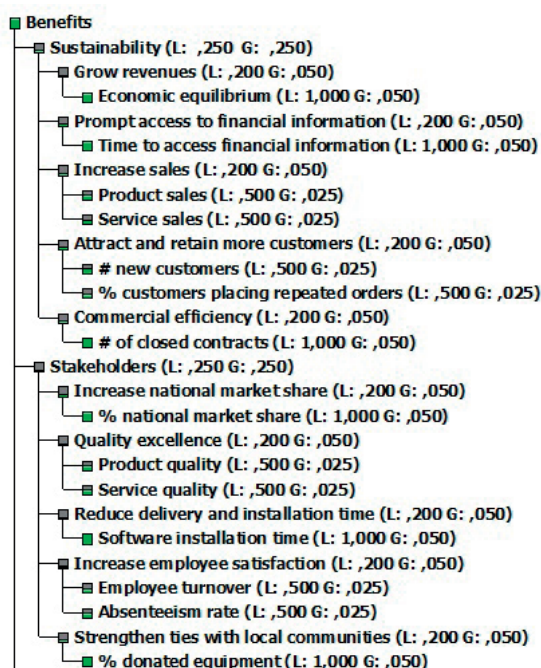 Benefits
Sustainability (L: ,250 G: ,250)
Grow revenues (L: ,200 G: ,050)
Economic equilibrium (L: 1,000 G: ,050)
Prompt access to financial information (L: ,200 G: ,050)
Time to access financial information (L: 1,000 G: ,050)
Increase sales (L: ,200 G: ,050)
Product sales (L: ,500 G: ,025)
Service sales (L: ,500 G: ,025)
Attract and retain more customers (L: ,200 G: ,050)
# new customers (L: ,500 G: ,025)
% customers placing repeated orders (L: ,500 G: ,025)
Commercial efficiency (L: ,200 G: ,050)
# of closed contracts (L: 1,000 G: ,050)
Stakeholders (L: ,250 G: ,250)
Increase national market share (L: ,200 G: ,050)
% national market share (L: 1,000 G: ,050)
Quality excellence (L: ,200 G: ,050)
Product quality (L: ,500 G: ,025)
Service quality (L: ,500 G: ,025)
Reduce delivery and installation time (L: ,200 G: ,050)
Software installation time (L: 1,000 G: ,050)
Increase employee satisfaction (L: ,200 G: ,050)
Employee turnover (L: ,500 G: ,025)
Absenteeism rate (L: ,500 G: ,025)
Strengthen ties with local communities (L: ,200 G: ,050)
% donated equipment (L: 1,000 G: ,050)